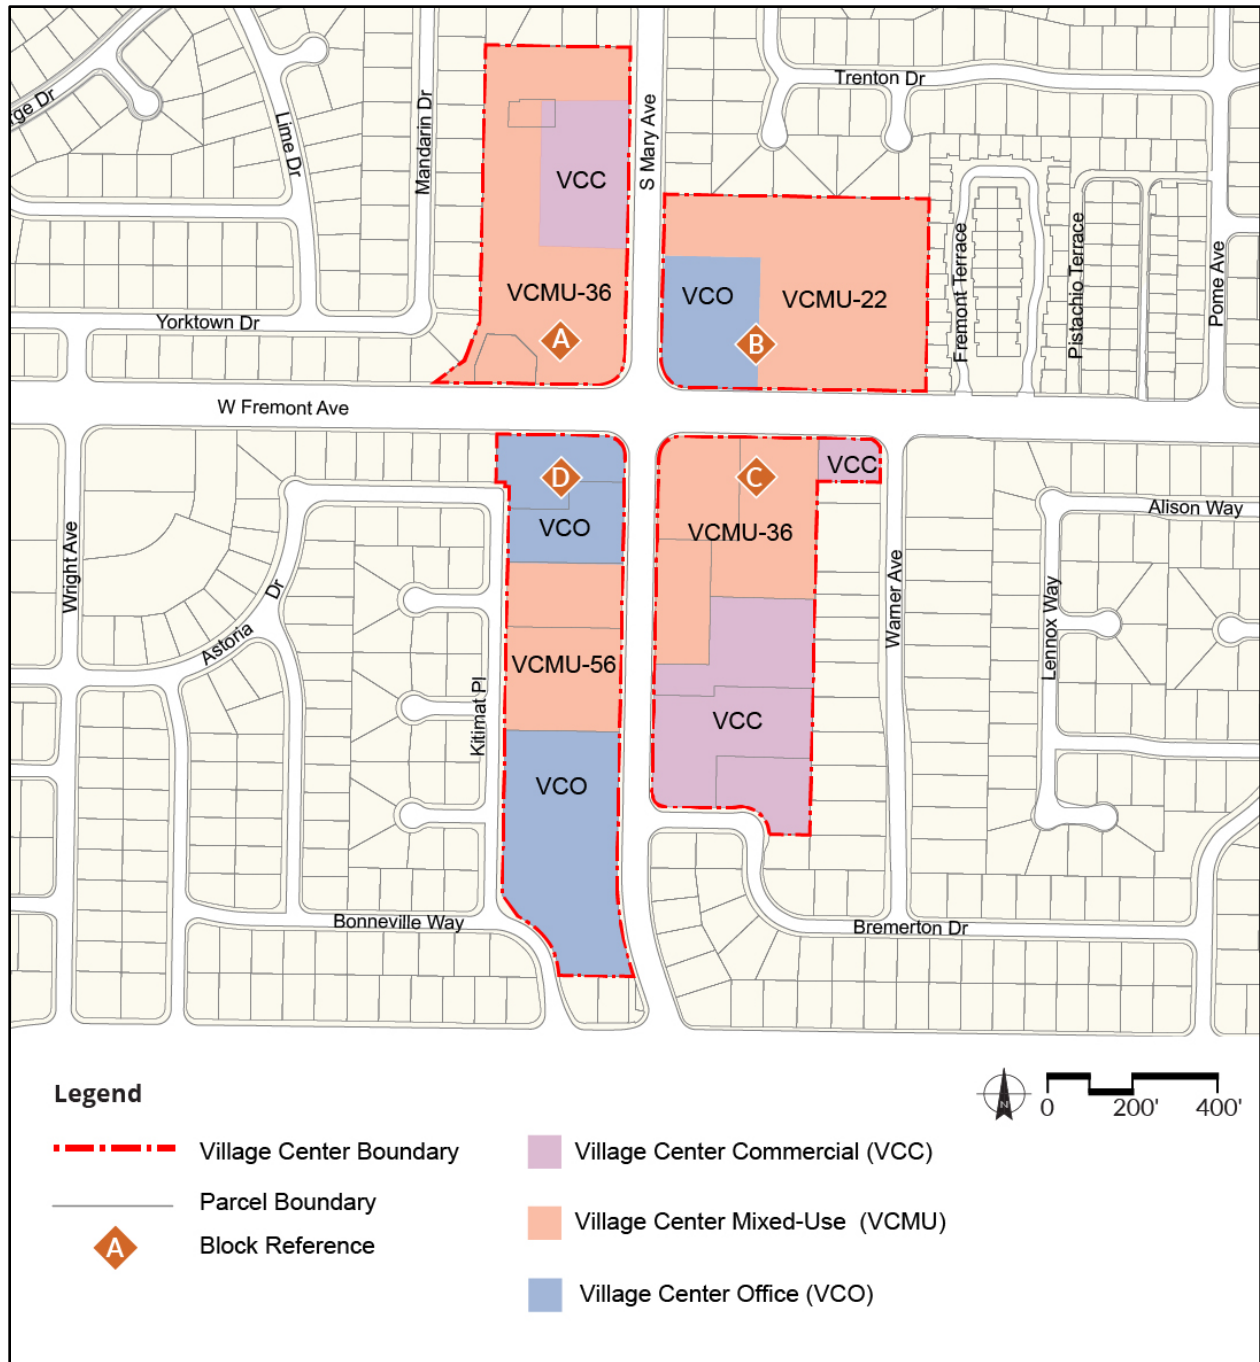 Trenton Dr
rge Dr
Lime Dr
Mandarin Dr
S Mary Ave
VCC
VCMU-36
A
VCO
VCMU-22
B
Fremont Terrace
Pistachio Terrace
Pome Ave
Yorktown Dr
W Fremont Ave
D
VCO
C
VCC
VCMU-36
Alison Way
Wright Ave
Astoria
Dr
Kitimat Pl
VCMU-56
VCC
VCO
Warner Ave
Lennox Way
Bonneville Way
Bremerton Dr
Legend
N
0
200'
400'
Village Center Boundary
Parcel Boundary
A
Block Reference
Village Center Commercial (VCC)
Village Center Mixed-Use (VCMU)
Village Center Office (VCO)